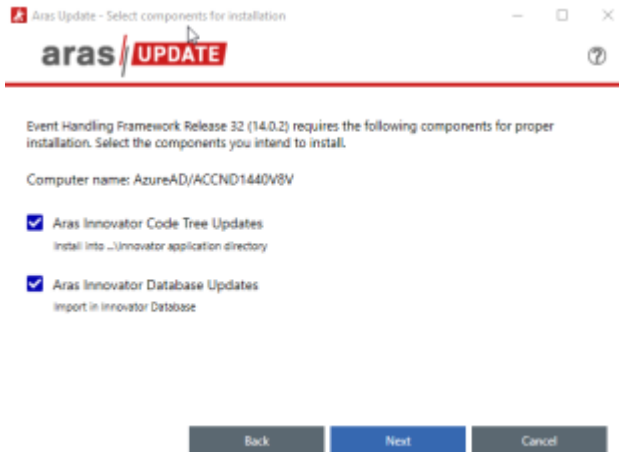 Aras Update - Select components for installation
aras UPDATE
Event Handling Framework Release 32 (14.0.2) requires the following components for proper
installation. Select the components you intend to install.
Computer name: AzureAD/ACCND1440V8V
Aras Innovator Code Tree Updates
Install into ...\Innovator application directory
Aras Innovator Database Updates
Import in Innovator Database
Back Next Cancel